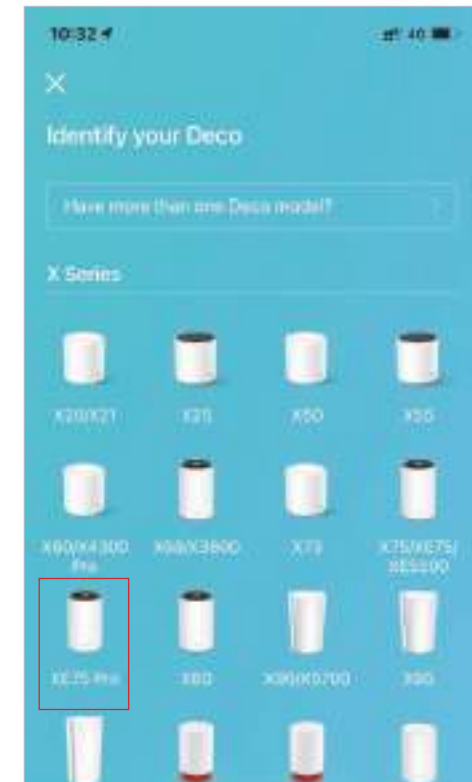 10:32
4G
Identify your Deco
Have more than one Deco model?
X Series
X20/X21 X25 X50 X55
X60/X4300 Pro X68/X3600 X73 X75/XE75/
XE5300
XE75 Pro X80 X90/X5700 X95